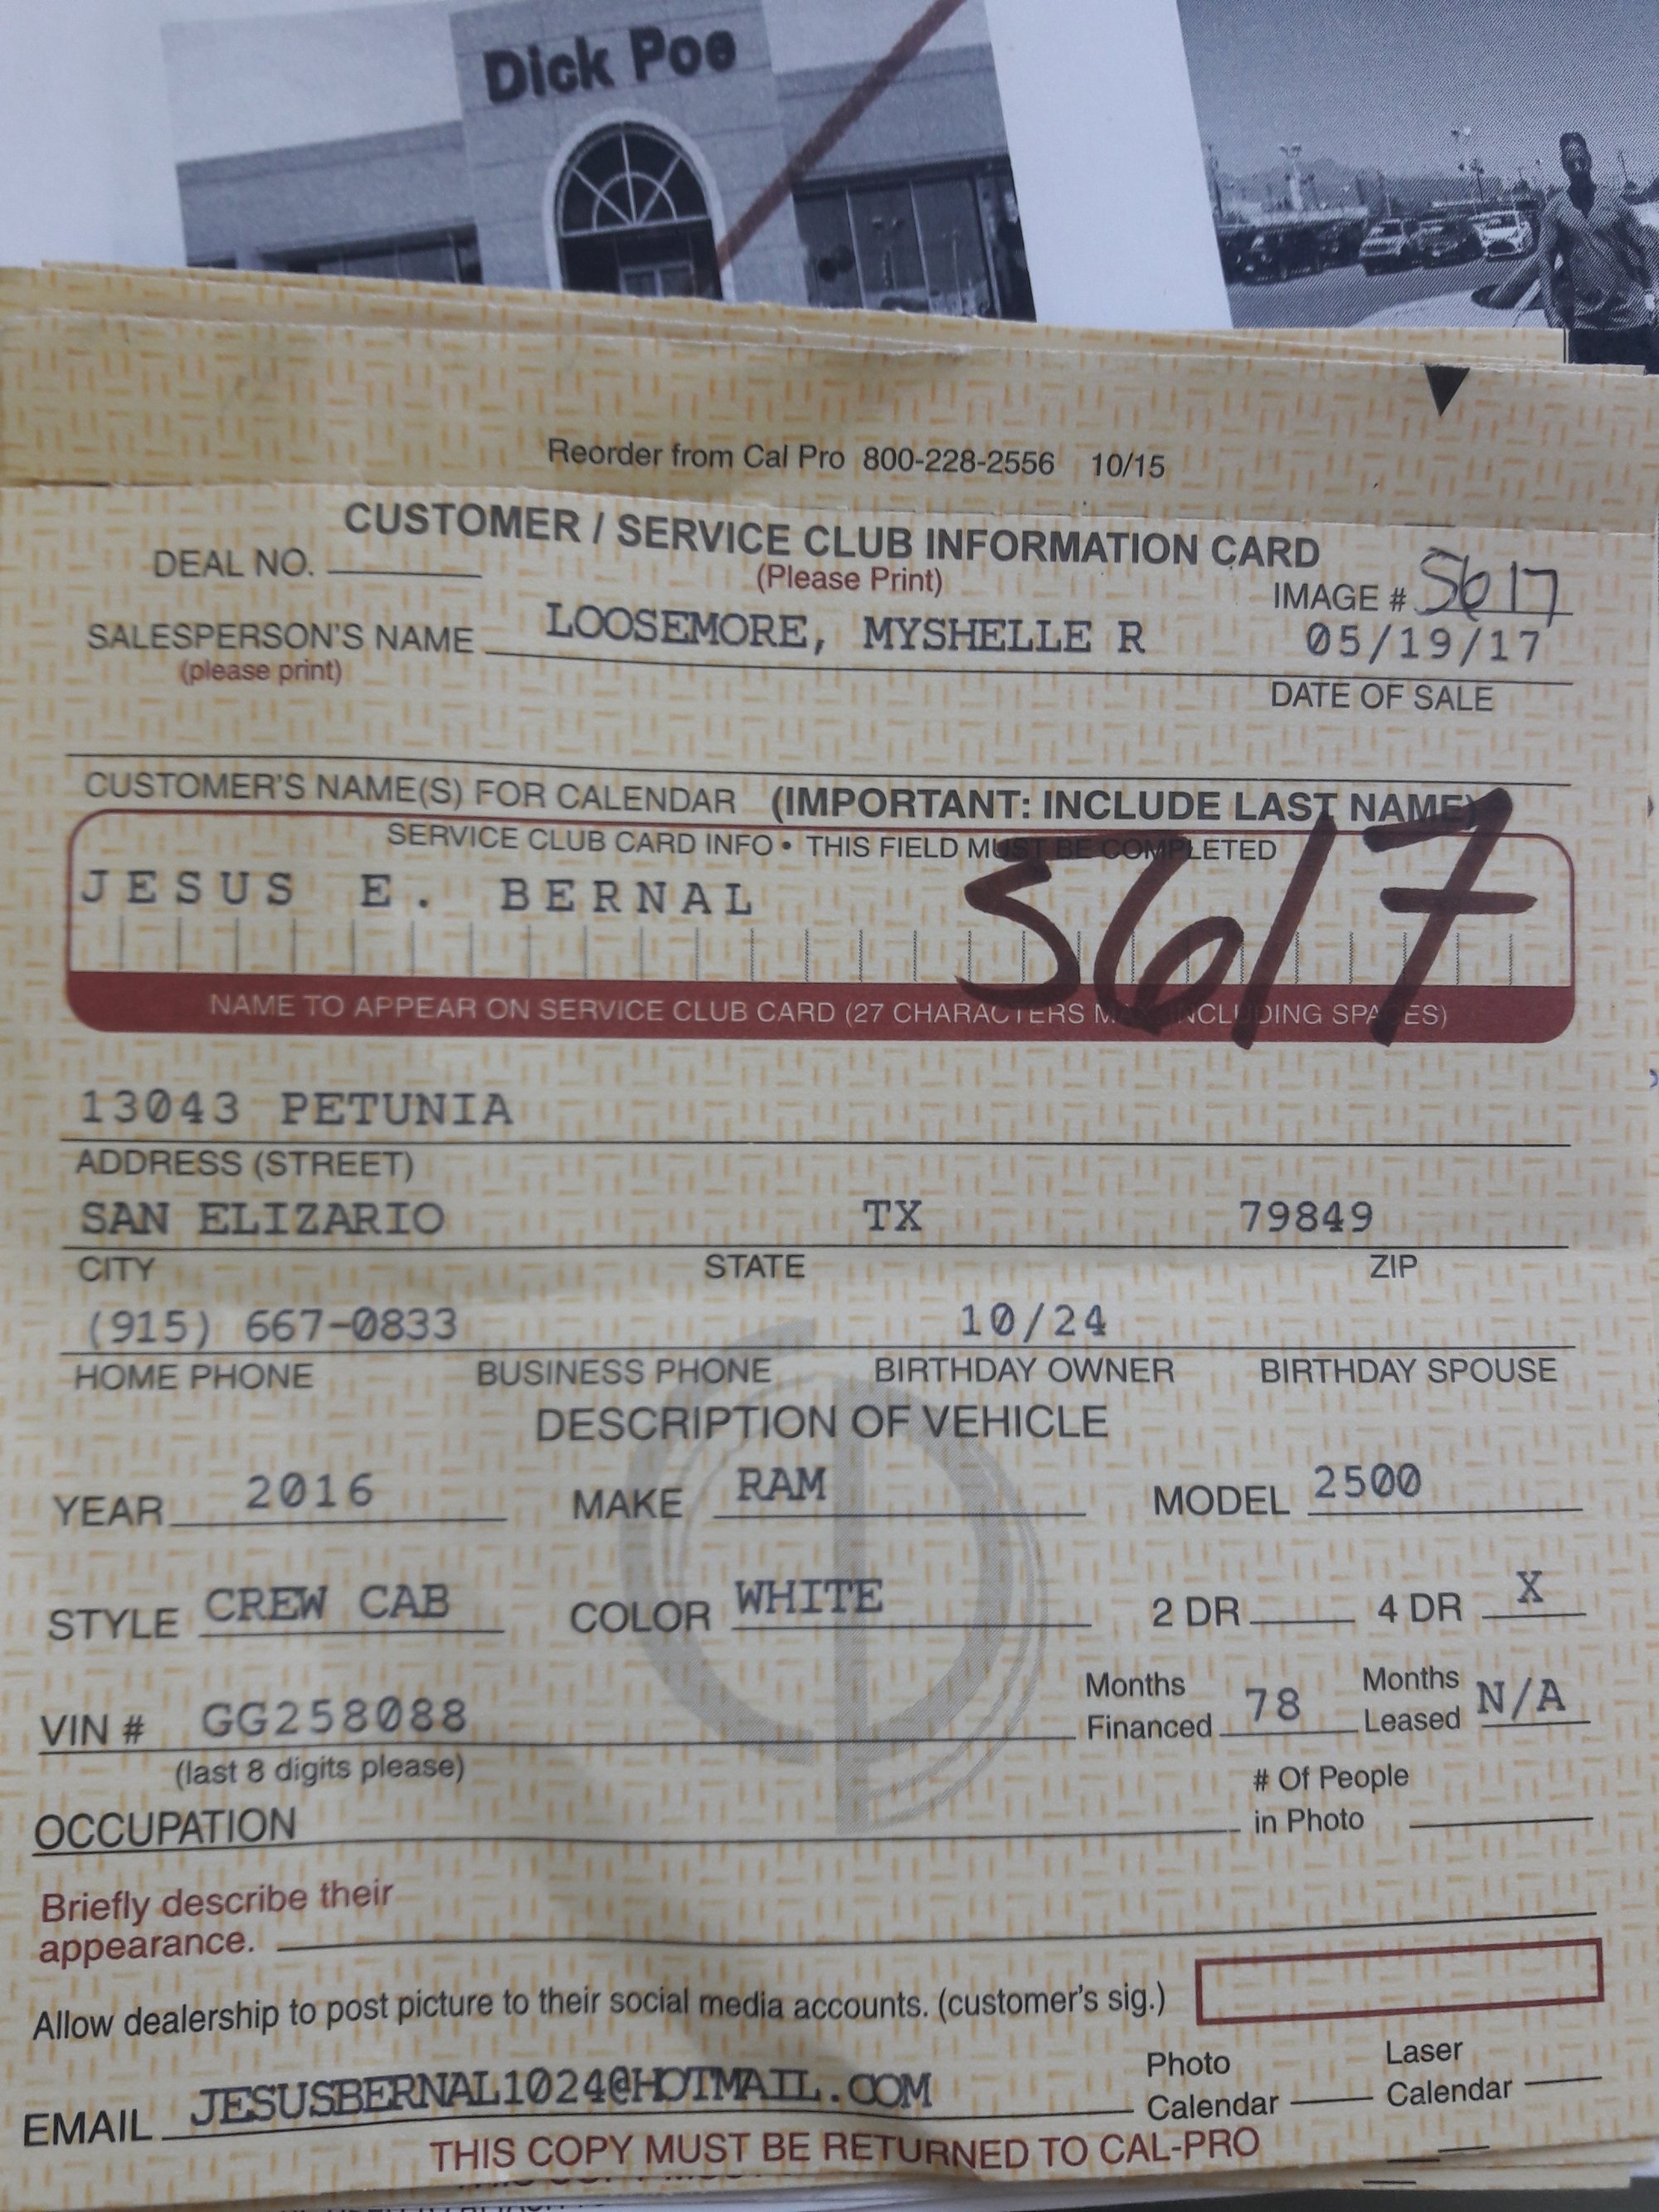 Dick Poe
Reorder from Cal Pro 800-228-2556 10/15
CUSTOMER / SERVICE CLUB INFORMATION CARD
DEAL NO.
(Please Print)
IMAGE # 5617
SALESPERSON'S NAME LOOSEMORE, MYSHELLE R 05/19/17
(please print)
DATE OF SALE
CUSTOMER'S NAME(S) FOR CALENDAR (IMPORTANT: INCLUDE LAST NAME)
SERVICE CLUB CARD INFO • THIS FIELD MUST BE COMPLETED
JESUS E. BERNAL
5617
NAME TO APPEAR ON SERVICE CLUB CARD (27 CHARACTERS MAX INCLUDING SPACES)
13043 PETUNIA
ADDRESS (STREET)
SAN ELIZARIO TX 79849
CITY STATE ZIP
(915) 667-0833 10/24
HOME PHONE BUSINESS PHONE BIRTHDAY OWNER BIRTHDAY SPOUSE
DESCRIPTION OF VEHICLE
YEAR 2016 MAKE RAM MODEL 2500
STYLE CREW CAB COLOR WHITE 2 DR 4 DR X
VIN # GG258088 Months Financed 78 Months Leased N/A
(last 8 digits please)
OCCUPATION # Of People in Photo
Briefly describe their
appearance.
Allow dealership to post picture to their social media accounts. (customer's sig.)
EMAIL JESUSBERNAL1024@HOTMAIL.COM Photo Calendar Laser Calendar
THIS COPY MUST BE RETURNED TO CAL-PRO